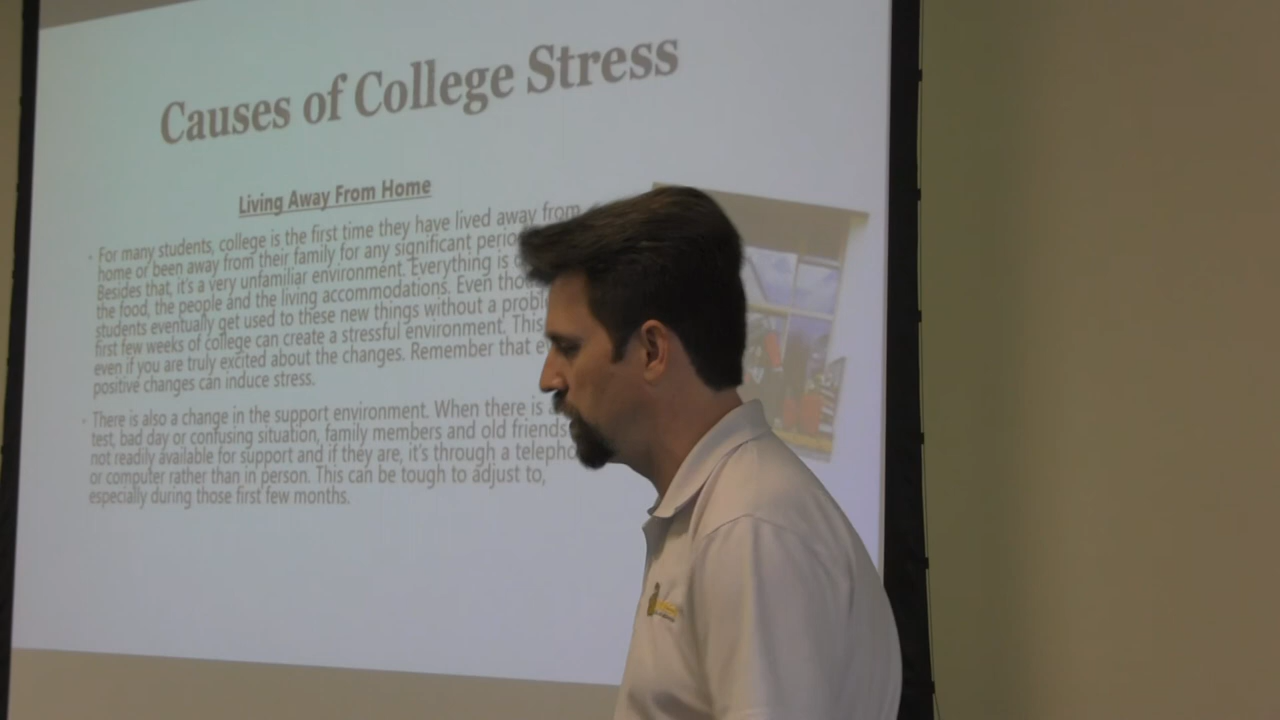 Causes of College Stress
Living Away From Home
• For many students, college is the first time they have lived away from
home or been away from their family for any significant
Besides that, it's a very unfamiliar environment. Everything is
the food, the people and the living accommodations. Even
students eventually get used to these new things without a
first few weeks of college can create a stressful environment. This
even if you are truly excited about the changes. Remember that
positive changes can induce stress.
• There is also a change in the support environment. When there is
test, bad day or confusing situation, family members and old friends
not readily available for support and if they are, it's through a
or computer rather than in person. This can be tough to adjust to,
especially during those first few months.